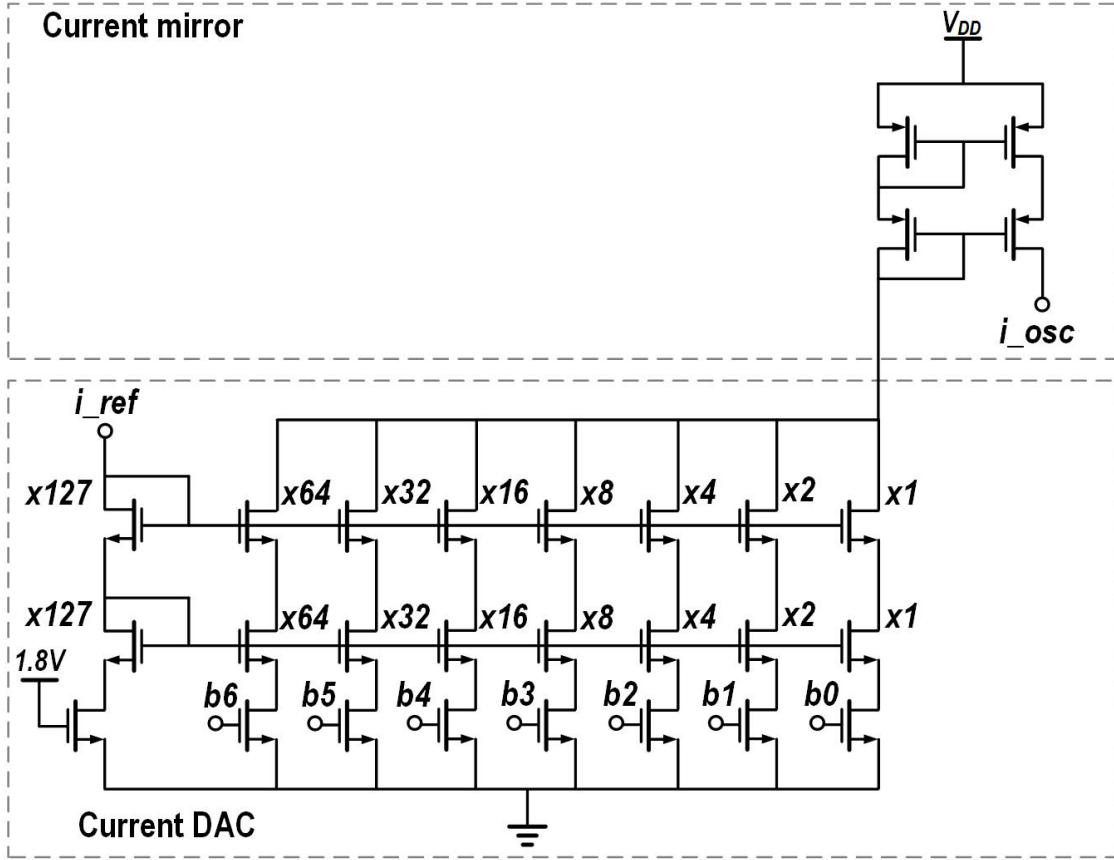 Current mirror
VDD
i_osc
i_ref
x127 x64 x32 x16 x8 x4 x2 x1
x127 x64 x32 x16 x8 x4 x2 x1
1.8V
b6 b5 b4 b3 b2 b1 b0
Current DAC